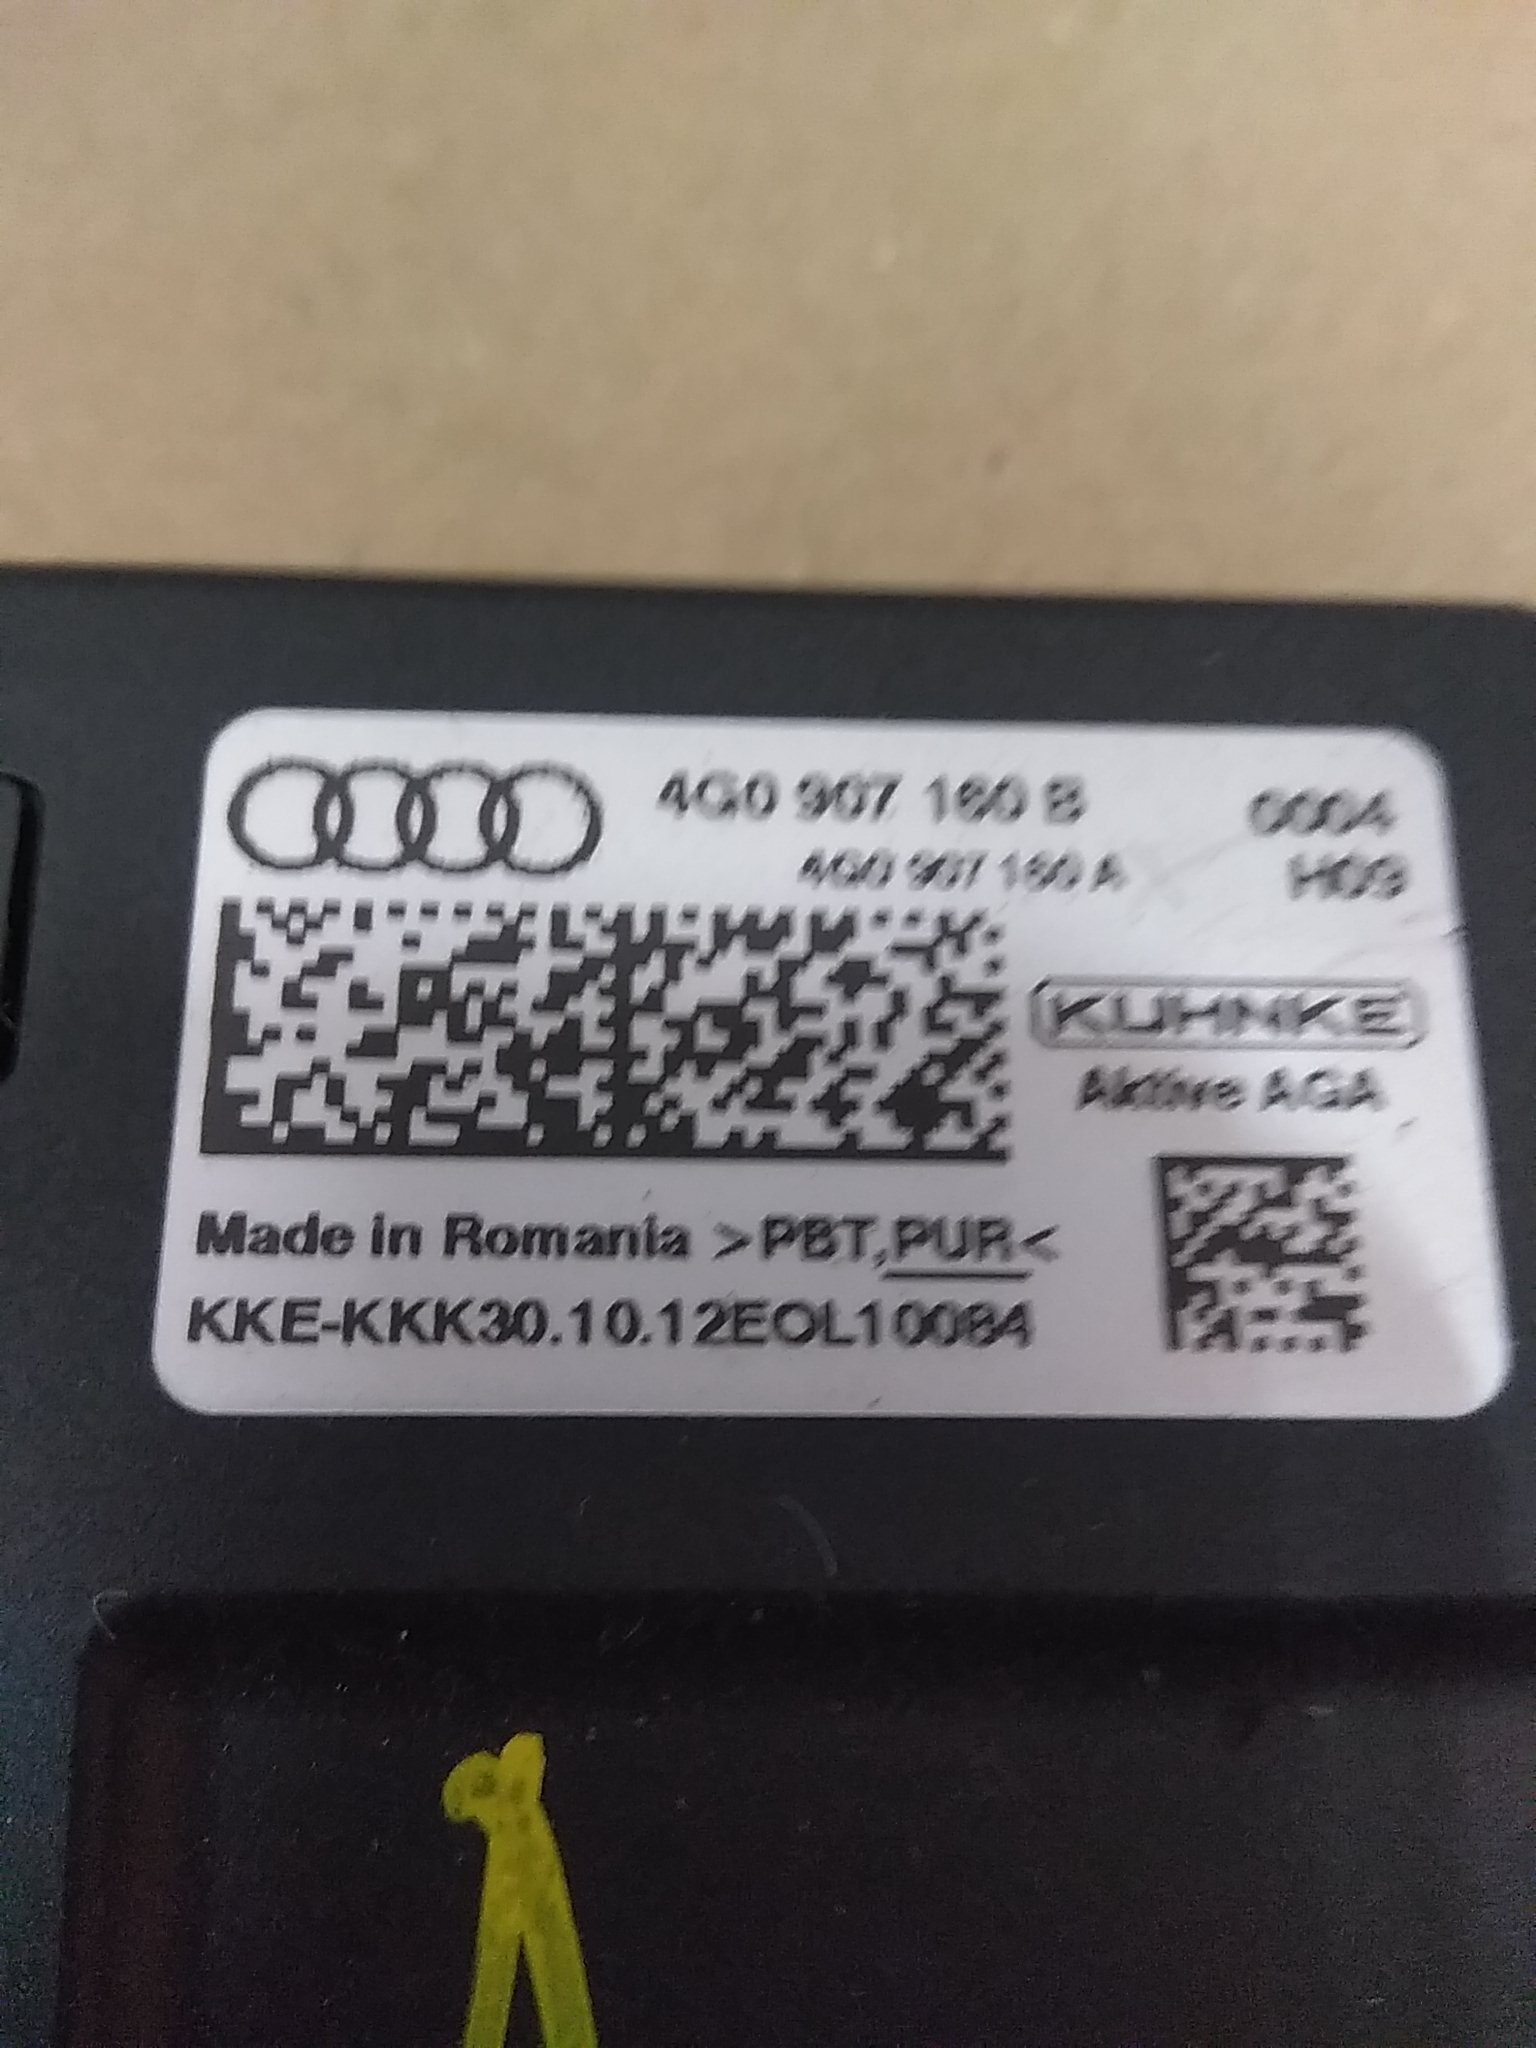 4G0 907 160 B 0004
4G0 907 160 A H09
KUHNKE
Aktive AGA
Made in Romania >PBT,PUR<
KKE-KKK30.10.12EOL10084